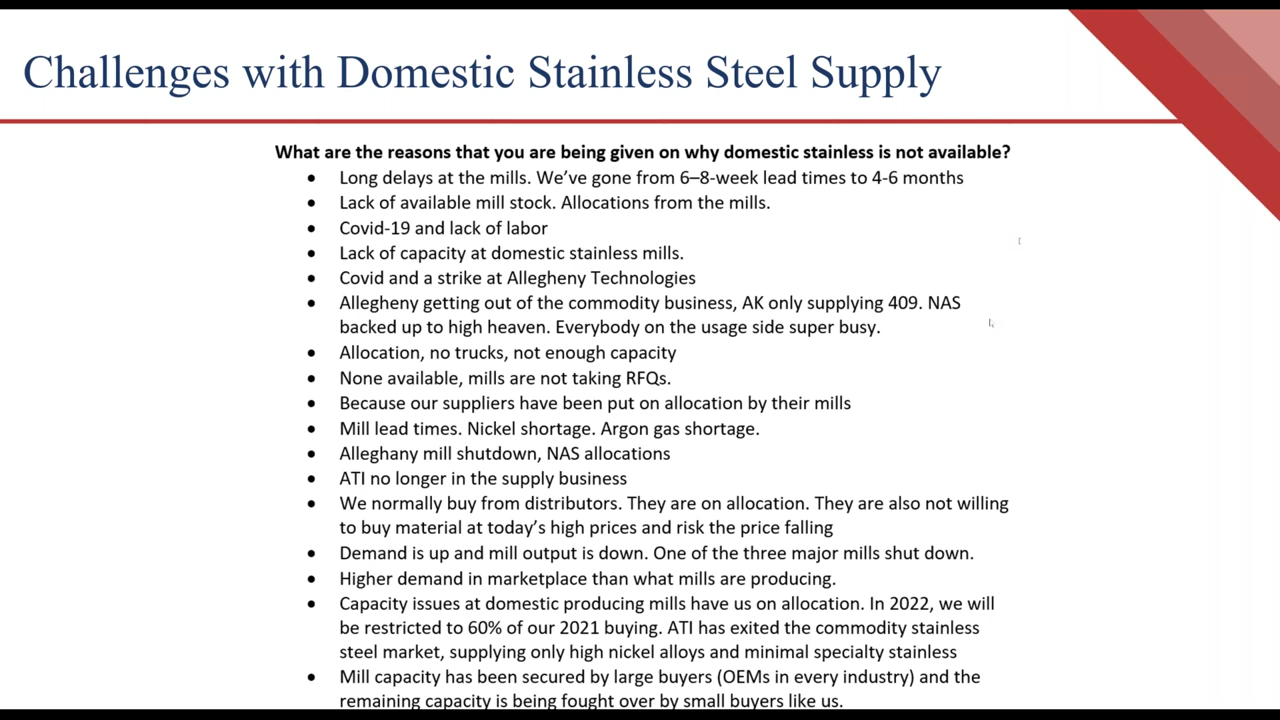 Challenges with Domestic Stainless Steel Supply
What are the reasons that you are being given on why domestic stainless is not available?
• Long delays at the mills. We’ve gone from 6–8-week lead times to 4-6 months
• Lack of available mill stock. Allocations from the mills.
• Covid-19 and lack of labor
• Lack of capacity at domestic stainless mills.
• Covid and a strike at Allegheny Technologies
• Allegheny getting out of the commodity business, AK only supplying 409. NAS
backed up to high heaven. Everybody on the usage side super busy.
• Allocation, no trucks, not enough capacity
• None available, mills are not taking RFQs.
• Because our suppliers have been put on allocation by their mills
• Mill lead times. Nickel shortage. Argon gas shortage.
• Alleghany mill shutdown, NAS allocations
• ATI no longer in the supply business
• We normally buy from distributors. They are on allocation. They are also not willing
to buy material at today’s high prices and risk the price falling
• Demand is up and mill output is down. One of the three major mills shut down.
• Higher demand in marketplace than what mills are producing.
• Capacity issues at domestic producing mills have us on allocation. In 2022, we will
be restricted to 60% of our 2021 buying. ATI has exited the commodity stainless
steel market, supplying only high nickel alloys and minimal specialty stainless
• Mill capacity has been secured by large buyers (OEMs in every industry) and the
remaining capacity is being fought over by small buyers like us.